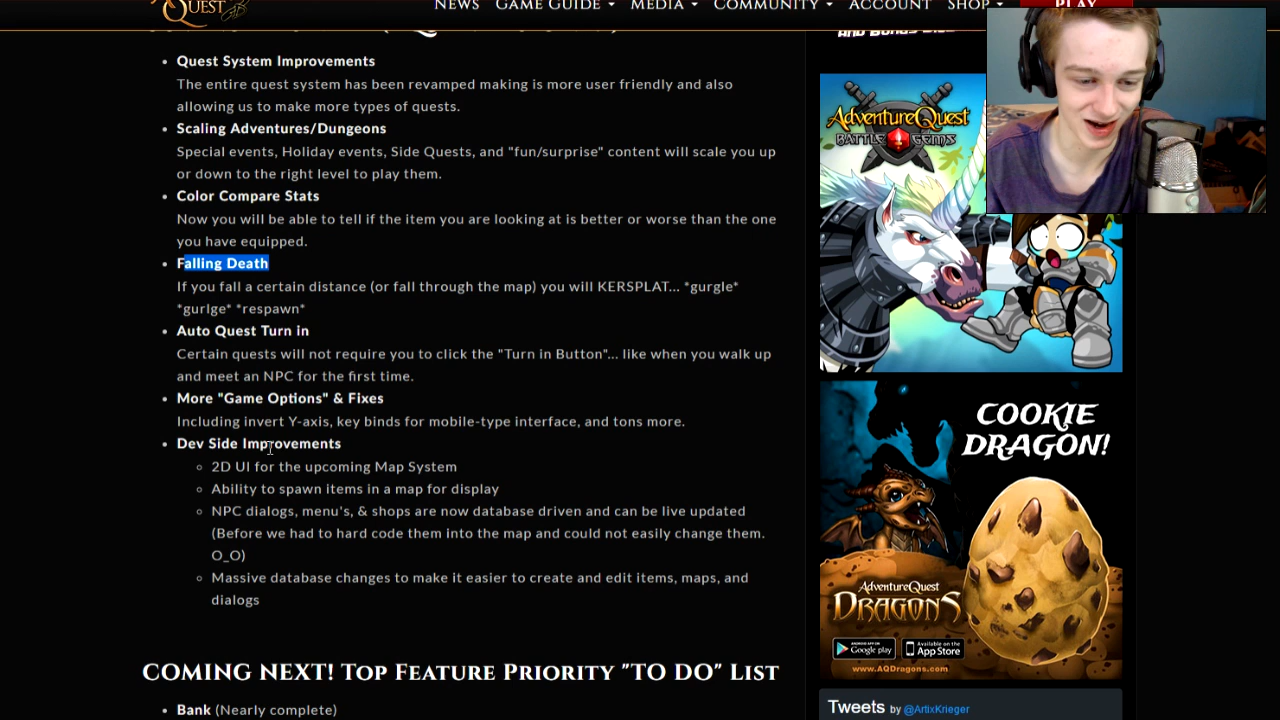 QUEST
NEWS GAME GUIDE MEDIA COMMUNITY ACCOUNT SHOP PLAY
Quest System Improvements
The entire quest system has been revamped making is more user friendly and also
allowing us to make more types of quests.
Scaling Adventures/Dungeons
Special events, Holiday events, Side Quests, and "fun/surprise" content will scale you up
or down to the right level to play them.
Color Compare Stats
Now you will be able to tell if the item you are looking at is better or worse than the one
you have equipped.
Falling Death
If you fall a certain distance (or fall through the map) you will KERSPLAT... *gurgle*
*gurlge* *respawn*
Auto Quest Turn in
Certain quests will not require you to click the "Turn in Button"... like when you walk up
and meet an NPC for the first time.
More "Game Options" & Fixes
Including invert Y-axis, key binds for mobile-type interface, and tons more.
Dev Side Improvements
2D UI for the upcoming Map System
Ability to spawn items in a map for display
NPC dialogs, menu's, & shops are now database driven and can be live updated
(Before we had to hard code them into the map and could not easily change them.
O_O)
Massive database changes to make it easier to create and edit items, maps, and
dialogs
COMING NEXT! TOP FEATURE PRIORITY "TO DO" LIST
Bank (Nearly complete)
AdventureQuest
BATTLE GEMS
COOKIE
DRAGON!
AdventureQuest
DRAGONS
ANDROID APP ON
Google play
Available on the
App Store
www.AQDragons.com
Tweets by @ArtixKrieger